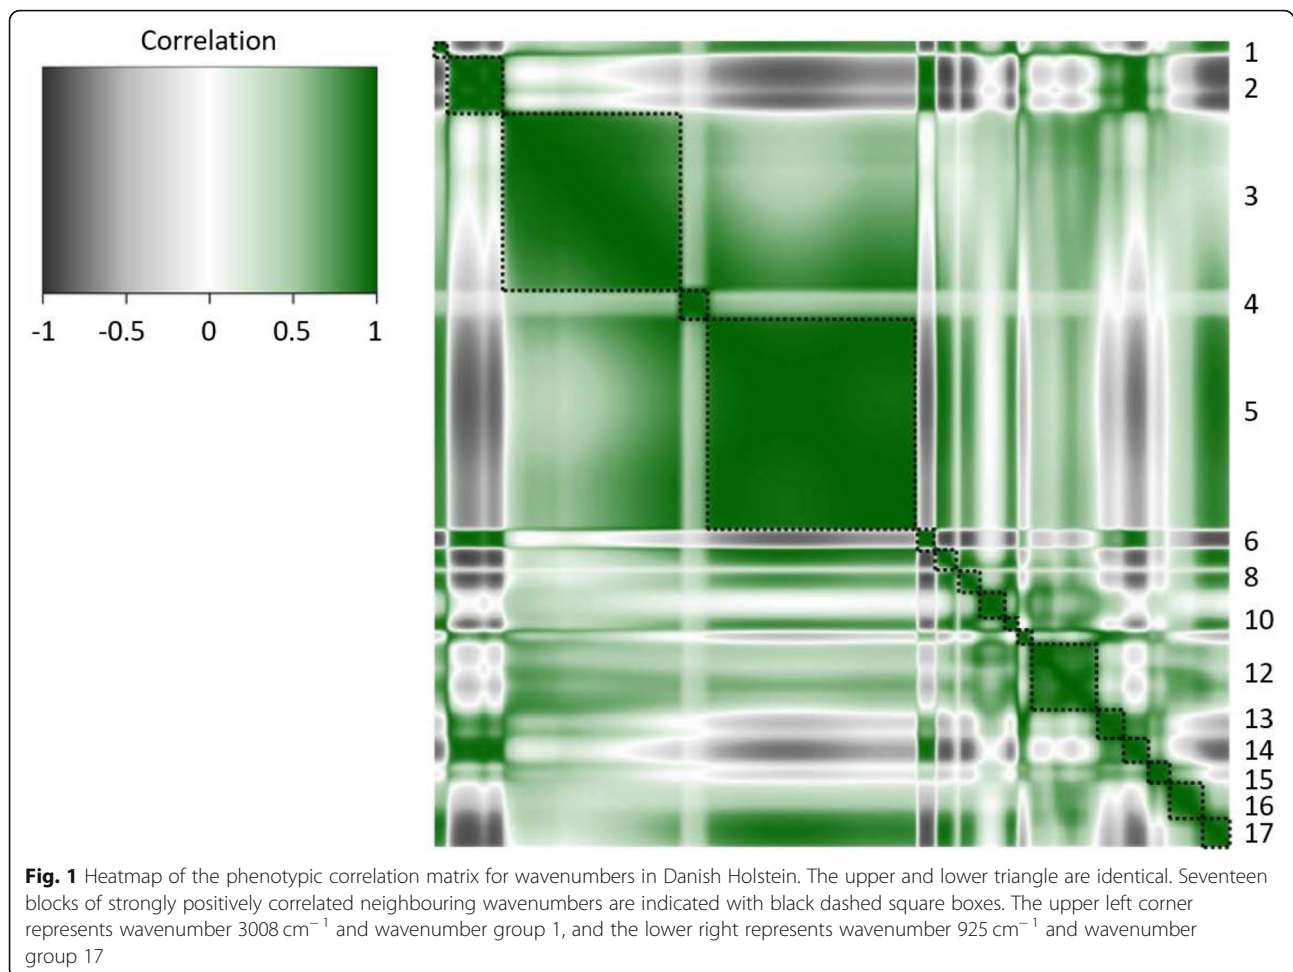 Correlation
-1 -0.5 0 0.5 1
1
2
3
4
5
6
8
10
12
13
14
15
16
17
Fig. 1 Heatmap of the phenotypic correlation matrix for wavenumbers in Danish Holstein. The upper and lower triangle are identical. Seventeen
blocks of strongly positively correlated neighbouring wavenumbers are indicated with black dashed square boxes. The upper left corner
represents wavenumber 3008 cm⁻¹ and wavenumber group 1, and the lower right represents wavenumber 925 cm⁻¹ and wavenumber
group 17